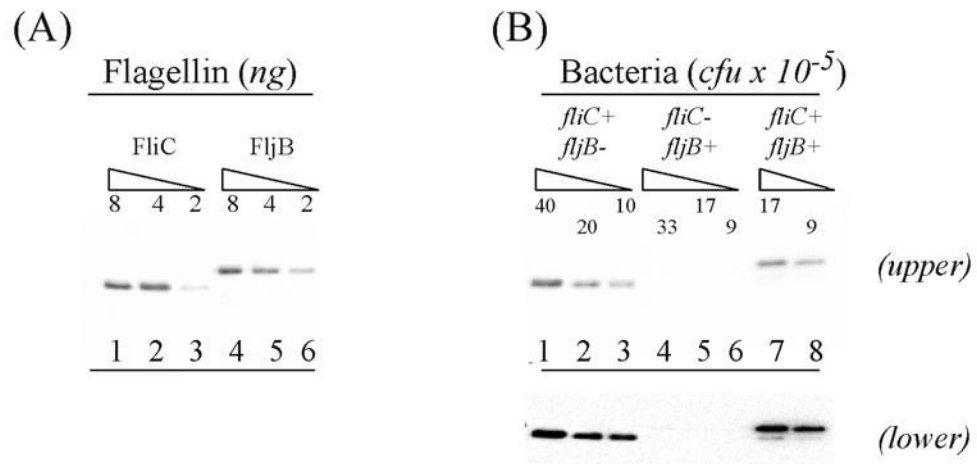 (A)
Flagellin (ng)
FliC FljB
8 4 2 8 4 2
1 2 3 4 5 6
(B)
Bacteria (cfu x 10⁻⁵)
fliC+ fliC- fliC+
fljB- fljB+ fljB+
40 10 17 17
20 33 9 9
(upper)
1 2 3 4 5 6 7 8
(lower)